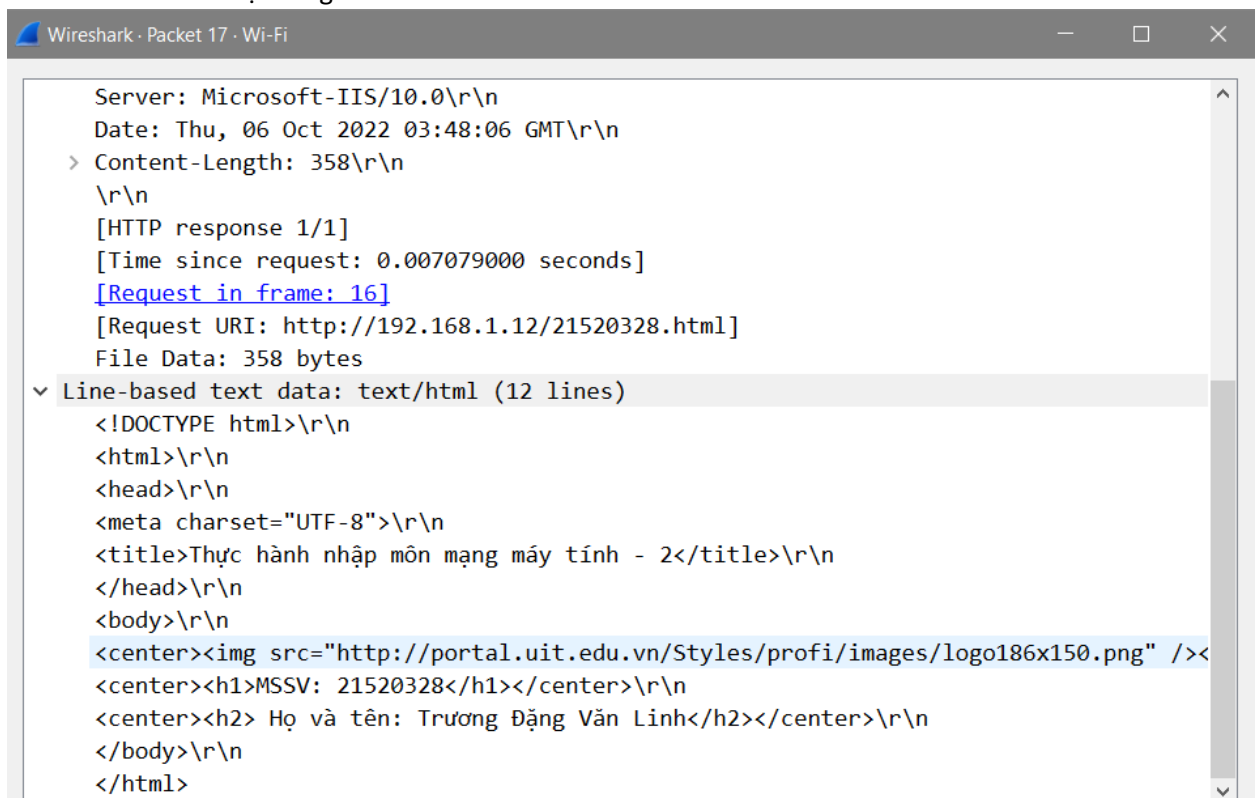 Wireshark · Packet 17 · Wi-Fi
Server: Microsoft-IIS/10.0\r\n
Date: Thu, 06 Oct 2022 03:48:06 GMT\r\n
> Content-Length: 358\r\n
\r\n
[HTTP response 1/1]
[Time since request: 0.007079000 seconds]
[Request in frame: 16]
[Request URI: http://192.168.1.12/21520328.html]
File Data: 358 bytes
Line-based text data: text/html (12 lines)
<!DOCTYPE html>\r\n
<html>\r\n
<head>\r\n
<meta charset="UTF-8">\r\n
<title>Thực hành nhập môn mạng máy tính - 2</title>\r\n
</head>\r\n
<body>\r\n
<center><img src="http://portal.uit.edu.vn/Styles/profi/images/logo186x150.png" /><
<center><h1>MSSV: 21520328</h1></center>\r\n
<center><h2> Họ và tên: Trương Đặng Văn Linh</h2></center>\r\n
</body>\r\n
</html>